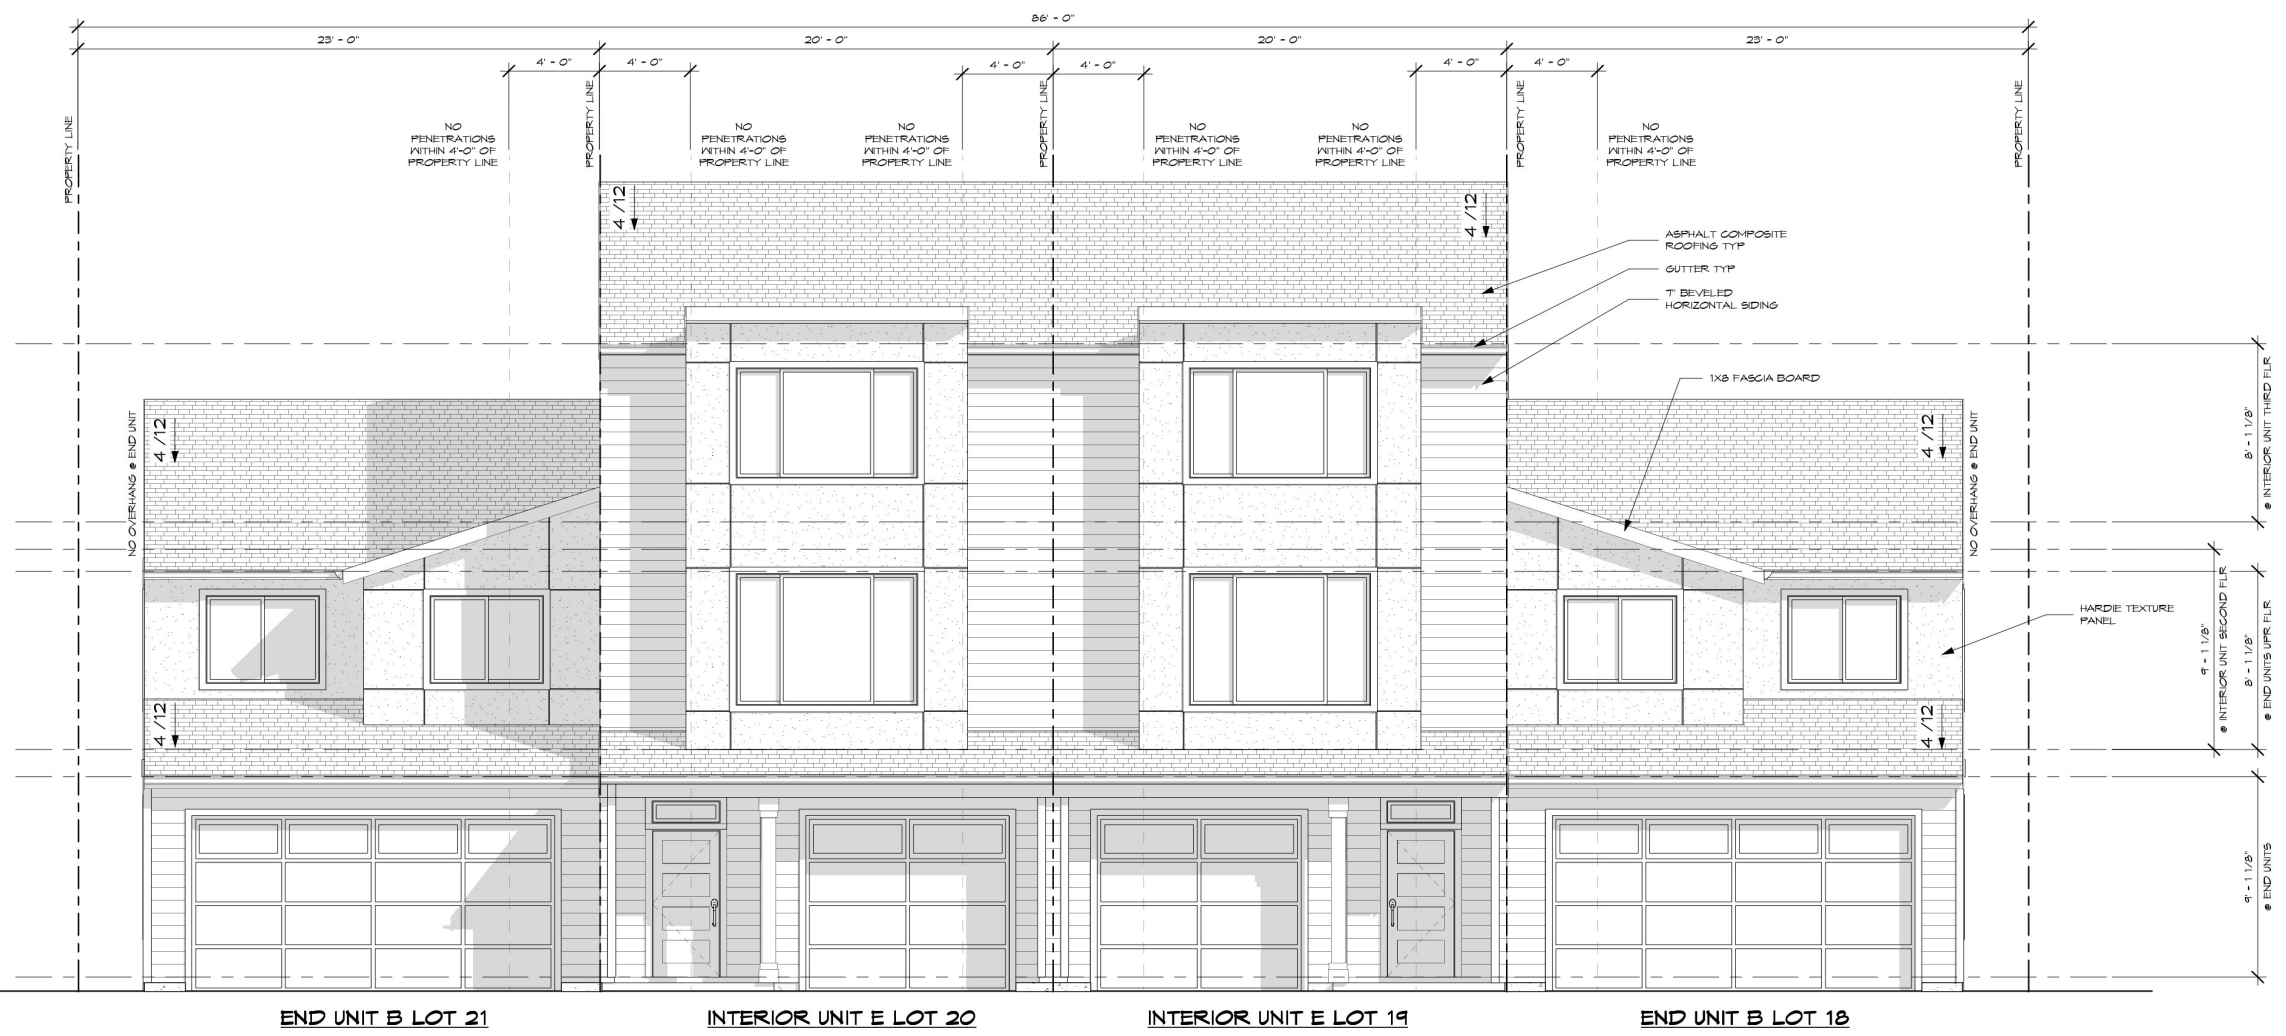 86' - 0"
23' - 0"
20' - 0"
20' - 0"
23' - 0"
4' - 0"
4' - 0"
4' - 0"
4' - 0"
4' - 0"
4' - 0"
PROPERTY LINE
PROPERTY LINE
PROPERTY LINE
PROPERTY LINE
PROPERTY LINE
NO
PENETRATIONS
WITHIN 4'-0" OF
PROPERTY LINE
NO
PENETRATIONS
WITHIN 4'-0" OF
PROPERTY LINE
NO
PENETRATIONS
WITHIN 4'-0" OF
PROPERTY LINE
NO
PENETRATIONS
WITHIN 4'-0" OF
PROPERTY LINE
NO
PENETRATIONS
WITHIN 4'-0" OF
PROPERTY LINE
NO
PENETRATIONS
WITHIN 4'-0" OF
PROPERTY LINE
4 /12
4 /12
ASPHALT COMPOSITE
ROOFING TYP
GUTTER TYP
7" BEVELED
HORIZONTAL SIDING
1X8 FASCIA BOARD
NO OVERHANG @ END UNIT
4 /12
4 /12
NO OVERHANG @ END UNIT
8' - 1 1/8"
@ INTERIOR UNIT THIRD FLR
HARDIE TEXTURE
PANEL
9 - 1 1/8"
@ INTERIOR UNIT SECOND FLR
8' - 1 1/8"
@ END UNITS UPR FLR
4 /12
4 /12
9' - 1 1/8"
@ END UNITS
END UNIT B LOT 21
INTERIOR UNIT E LOT 20
INTERIOR UNIT E LOT 19
END UNIT B LOT 18